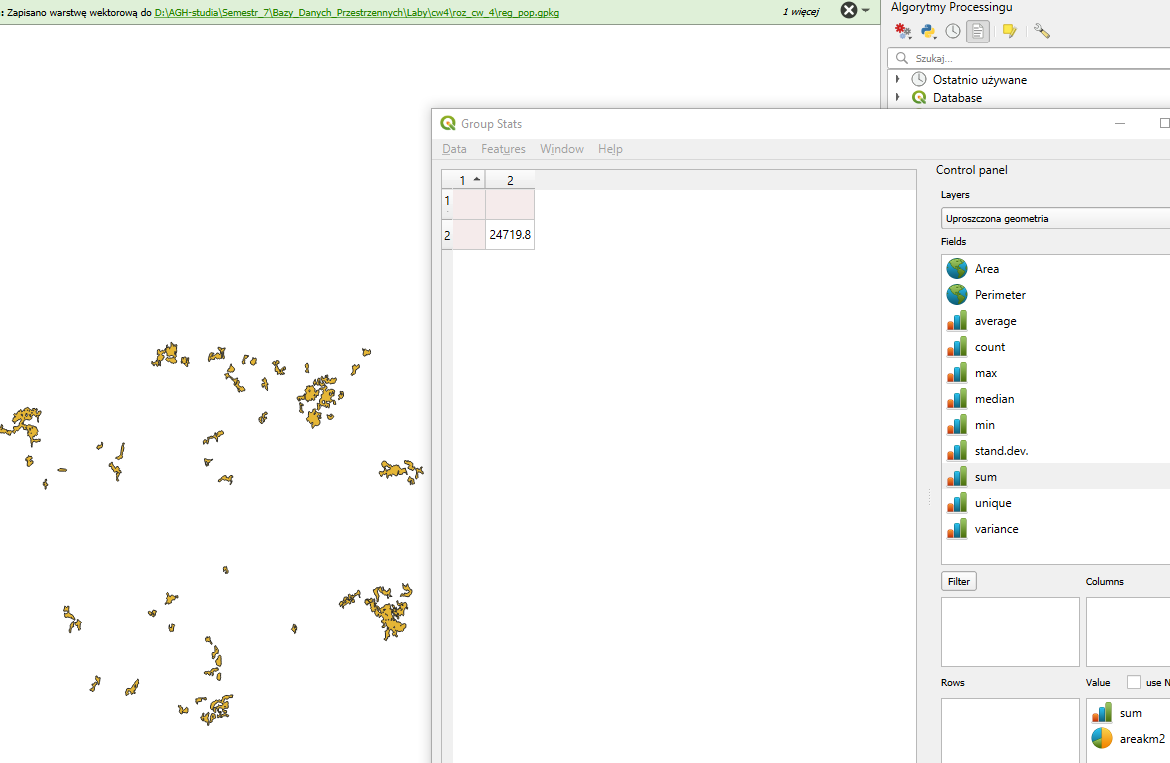 : Zapisano warstwę wektorową do D:\AGH-studia\Semestr_7\Bazy_Danych_Przestrzennych\Laby\cw4\roz_cw_4\reg_pop.gpkg
1 więcej
Algorytmy Processingu
Szukaj...
Ostatnio używane
Database
Group Stats
Data Features Window Help
1 2
1
2 24719.8
Control panel
Layers
Uproszczona geometria
Fields
Area
Perimeter
average
count
max
median
min
stand.dev.
sum
unique
variance
Filter
Columns
Rows
Value use N
sum
areakm2